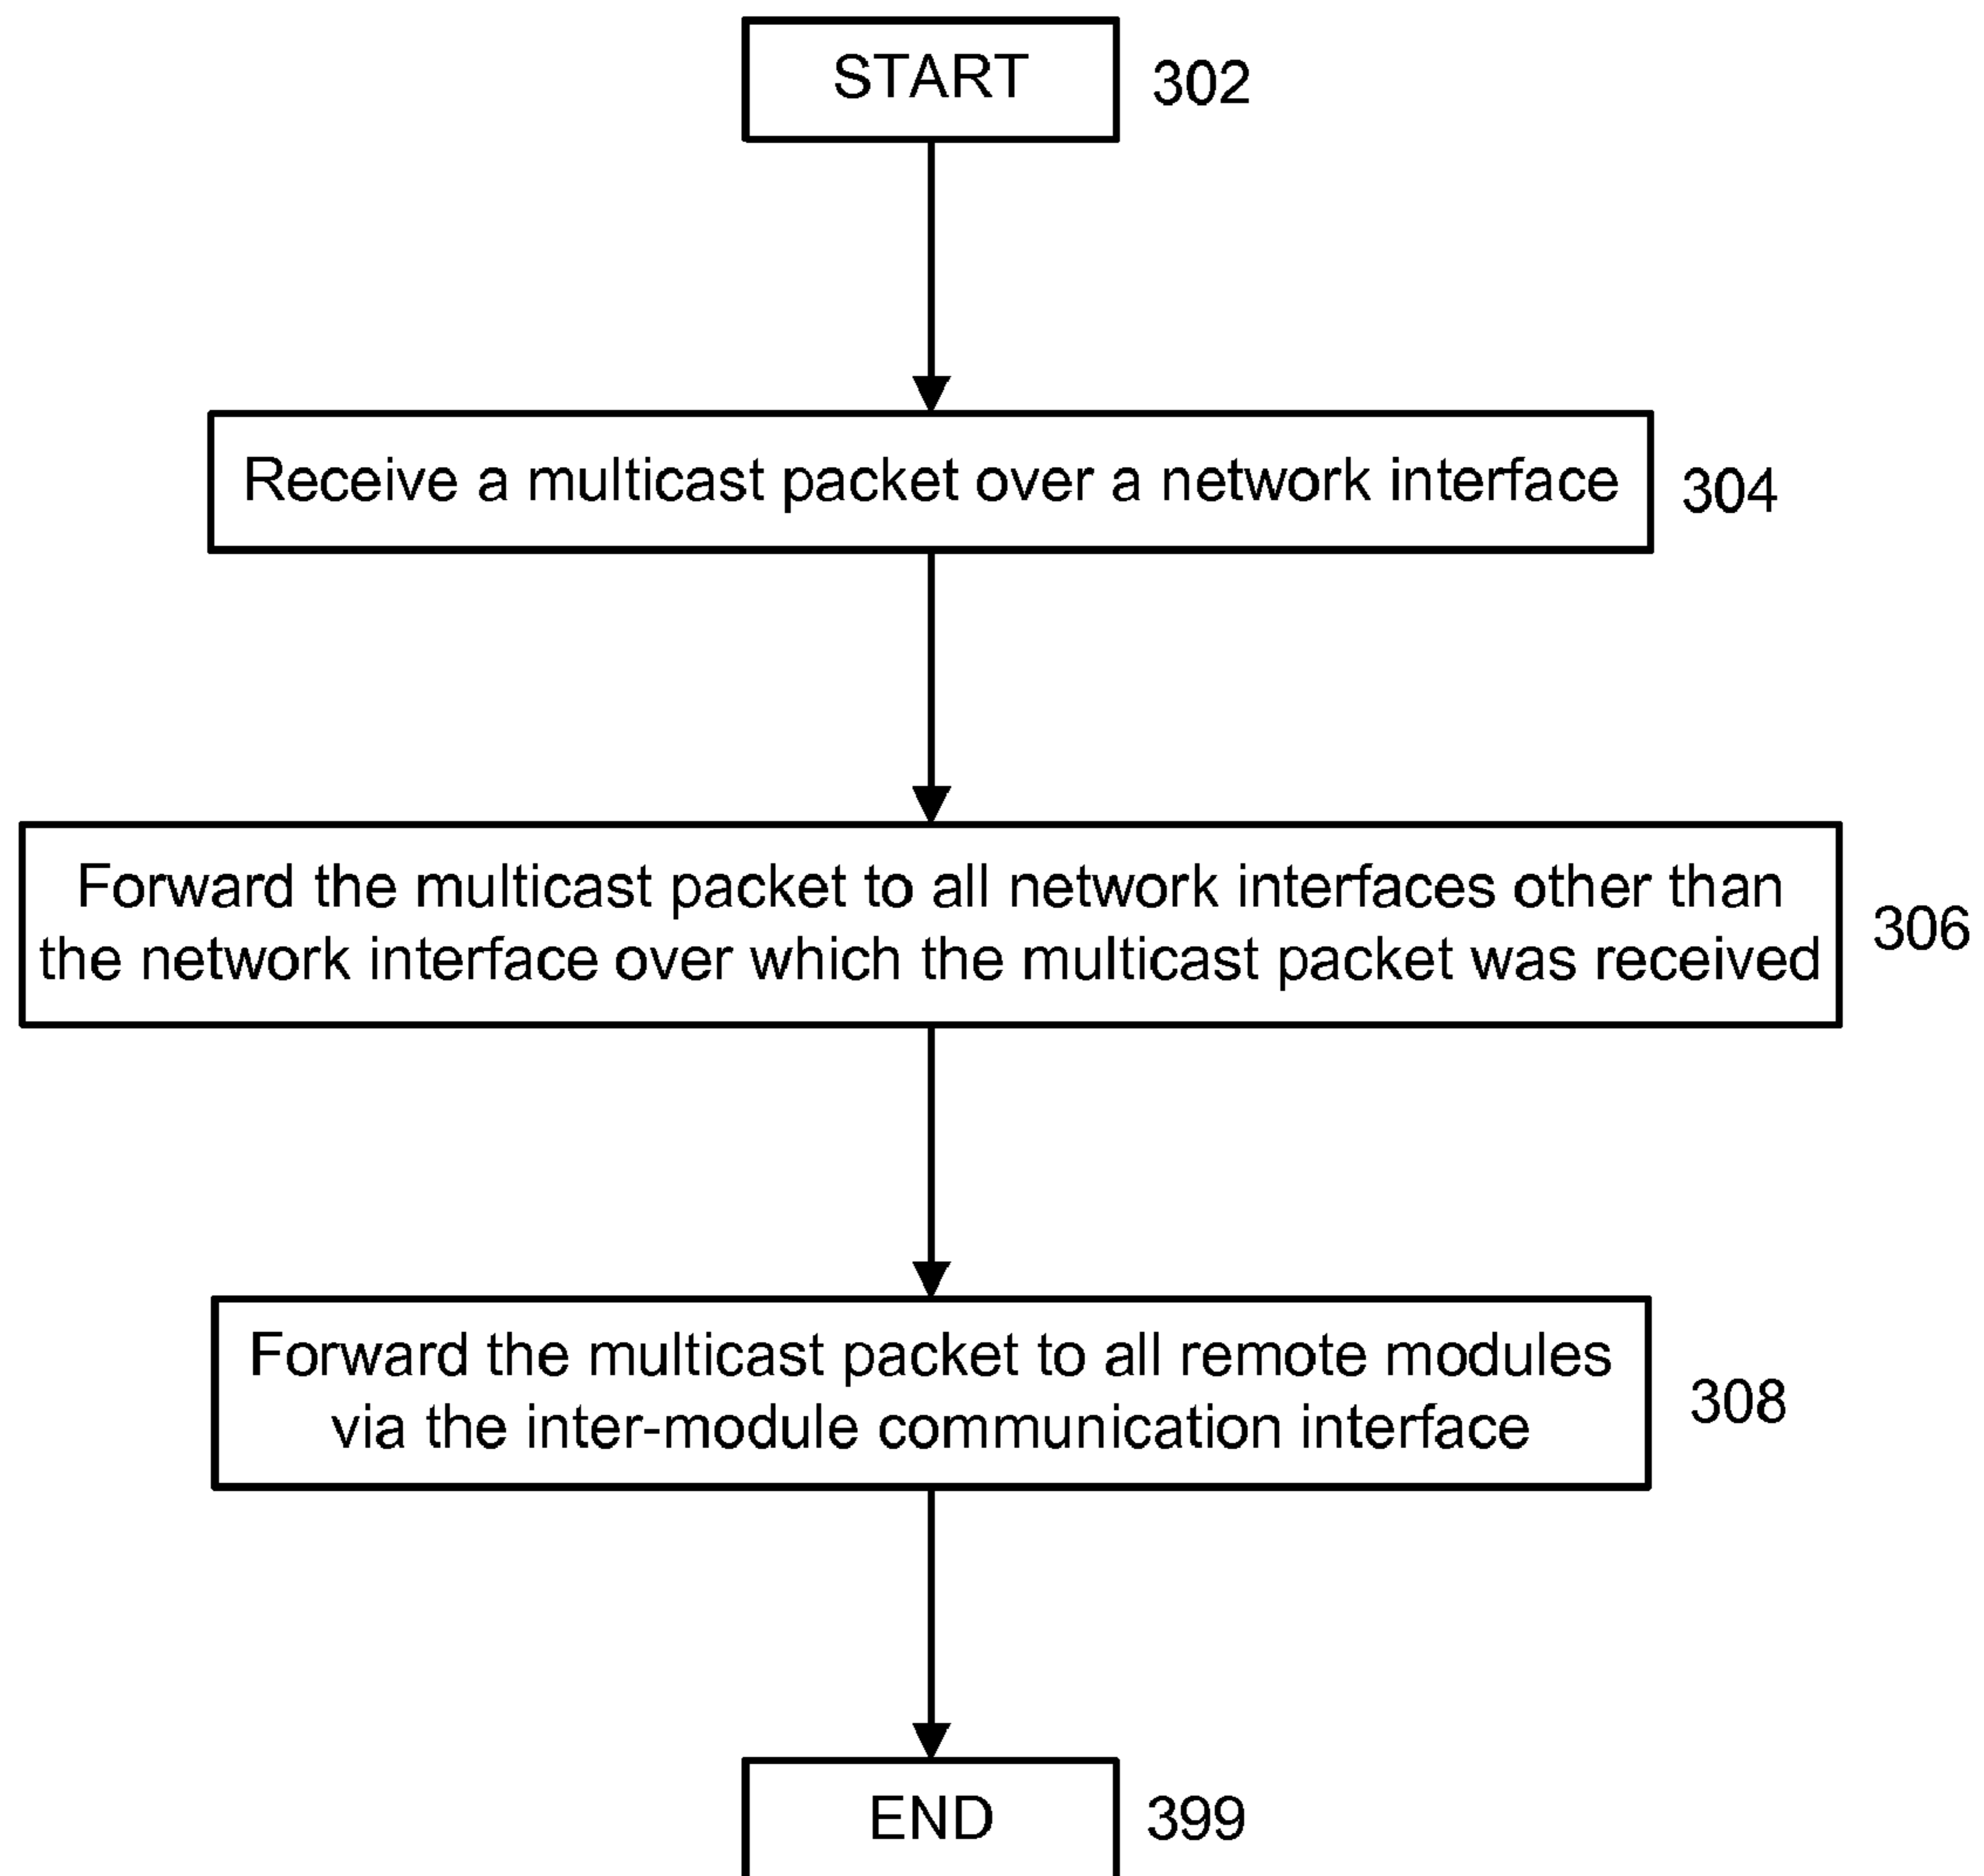 START
302
Receive a multicast packet over a network interface
304
Forward the multicast packet to all network interfaces other than
the network interface over which the multicast packet was received
306
Forward the multicast packet to all remote modules
via the inter-module communication interface
308
END
399